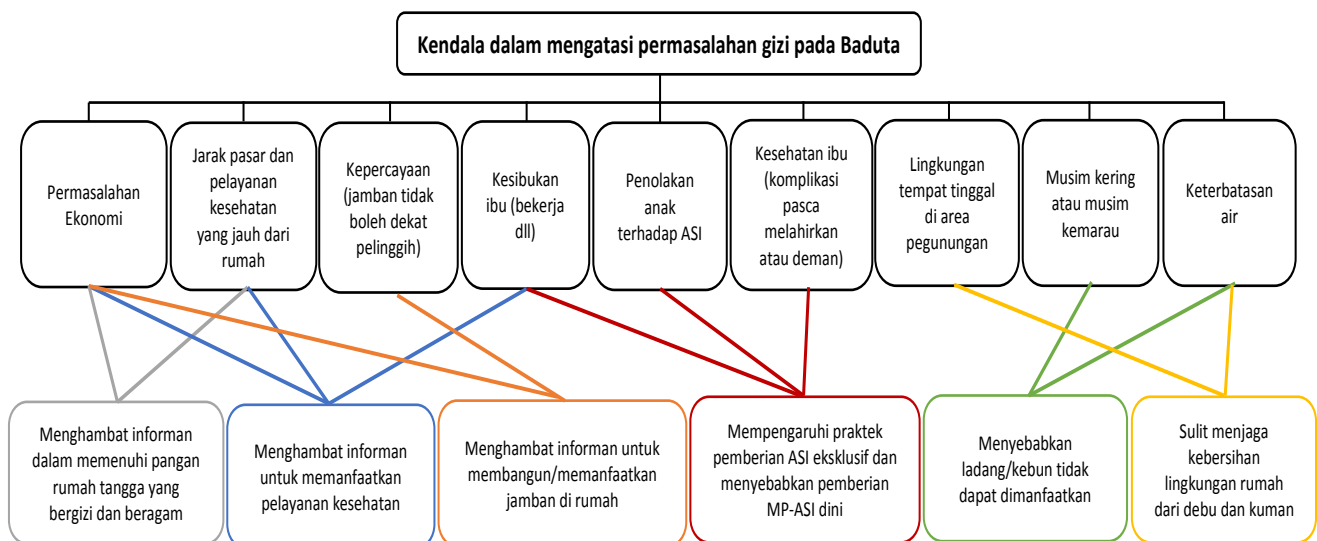 Kendala dalam mengatasi permasalahan gizi pada Baduta
Permasalahan
Ekonomi
Jarak pasar dan
pelayanan
kesehatan
yang jauh dari
rumah
Kepercayaan
(jamban tidak
boleh dekat
pelinggih)
Kesibukan
ibu (bekerja
dll)
Penolakan
anak
terhadap ASI
Kesehatan ibu
(komplikasi
pasca
melahirkan
atau deman)
Lingkungan
tempat tinggal
di area
pegunungan
Musim kering
atau musim
kemarau
Keterbatasan
air
Menghambat informan
dalam memenuhi pangan
rumah tangga yang
bergizi dan beragam
Menghambat informan
untuk memanfaatkan
pelayanan kesehatan
Menghambat informan untuk
membangun/memanfaatkan
jamban di rumah
Mempengaruhi praktek
pemberian ASI eksklusif dan
menyebabkan pemberian
MP-ASI dini
Menyebabkan
ladang/kebun tidak
dapat dimanfaatkan
Sulit menjaga
kebersihan
lingkungan rumah
dari debu dan kuman